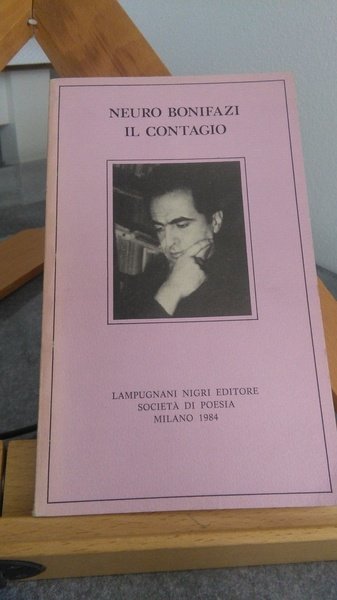 NEURO BONIFAZI
IL CONTAGIO
LAMPUGNANI NIGRI EDITORE
SOCIETÀ DI POESIA
MILANO 1984